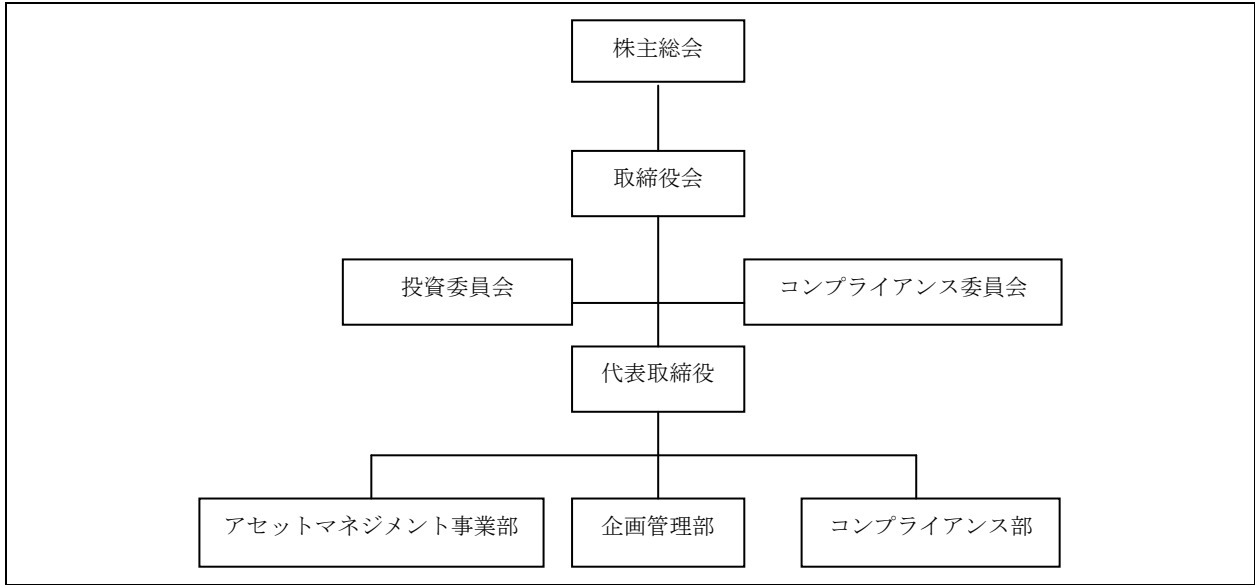 株主総会
取締役会
投資委員会
コンプライアンス委員会
代表取締役
アセットマネジメント事業部
企画管理部
コンプライアンス部